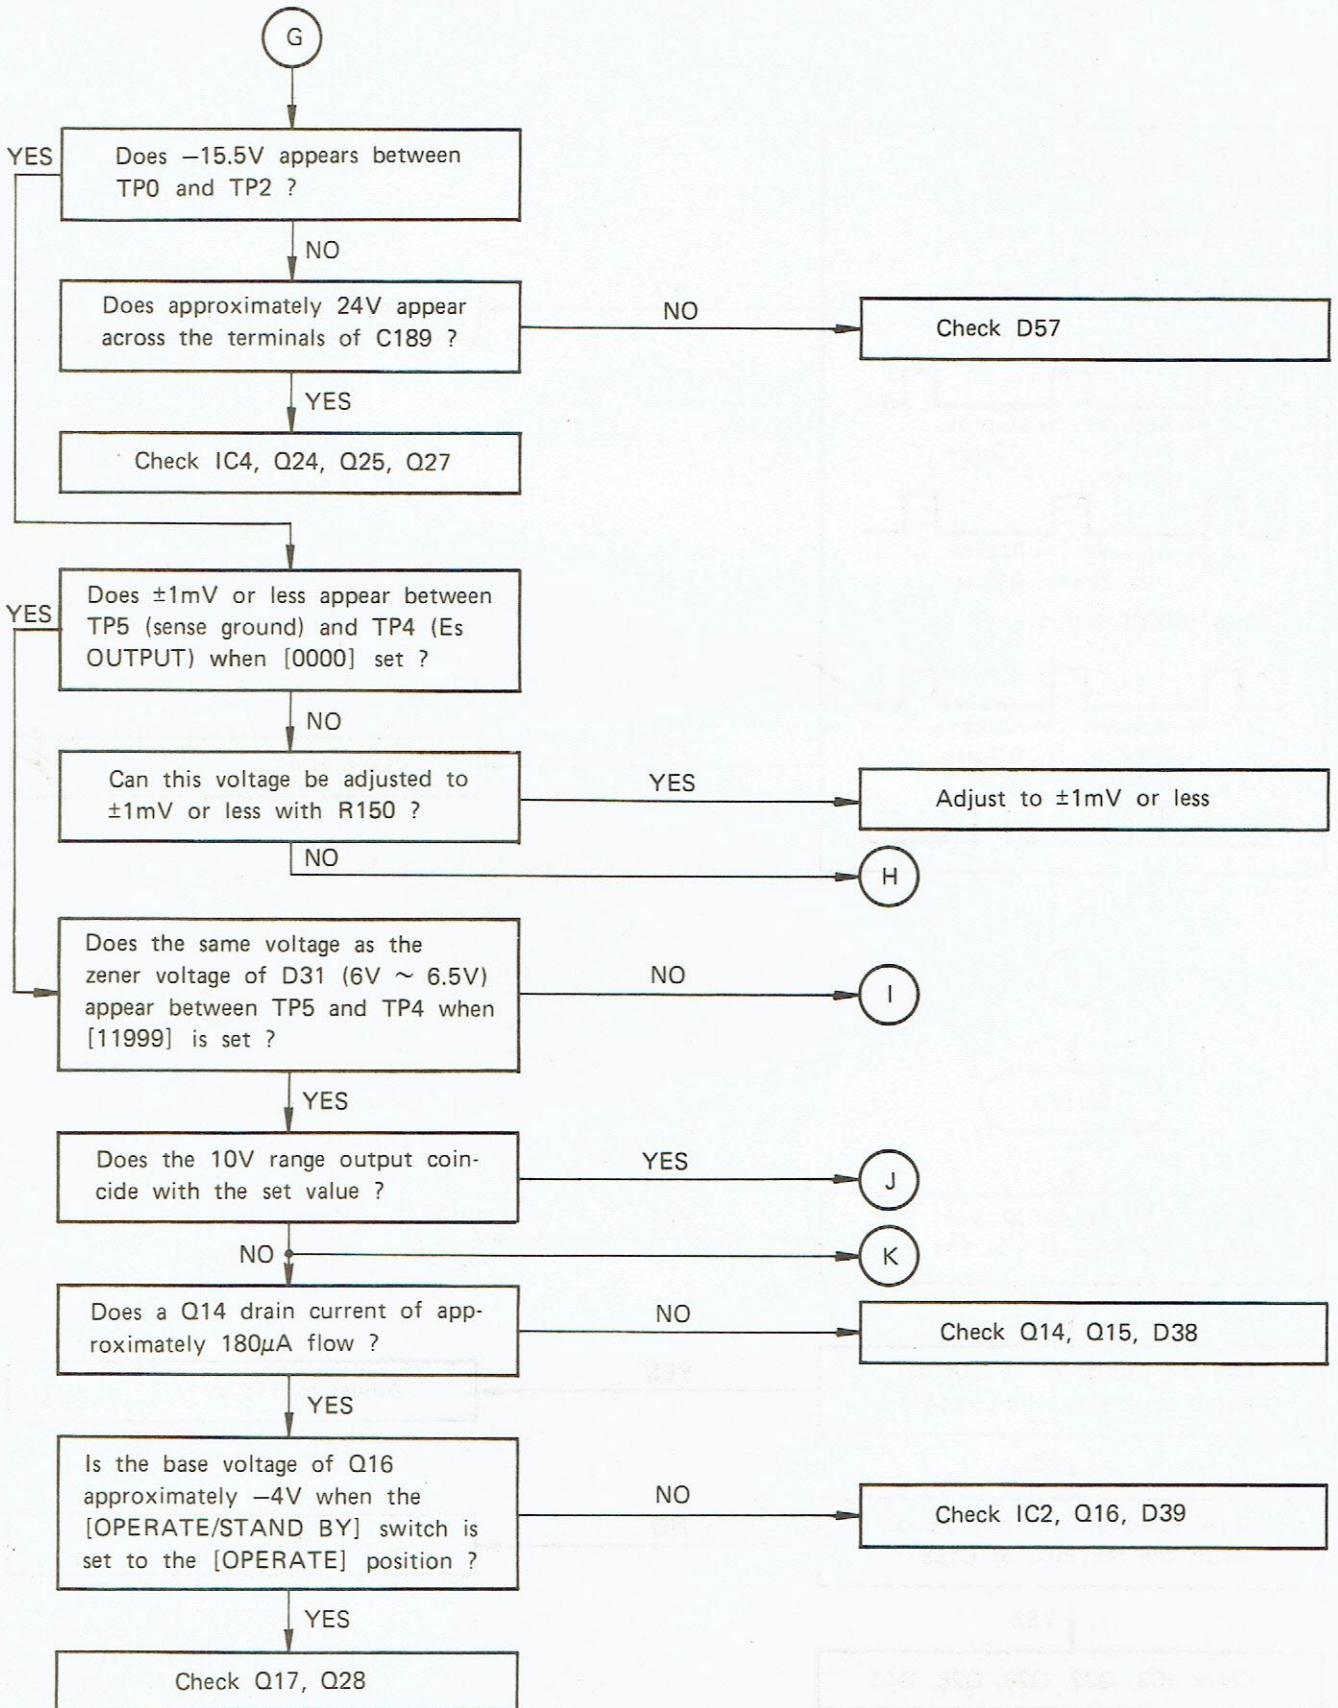 G
YES
Does −15.5V appears between
TP0 and TP2 ?
NO
Does approximately 24V appear
across the terminals of C189 ?
NO
Check D57
YES
Check IC4, Q24, Q25, Q27
YES
Does ±1mV or less appear between
TP5 (sense ground) and TP4 (Es
OUTPUT) when [0000] set ?
NO
Can this voltage be adjusted to
±1mV or less with R150 ?
YES
Adjust to ±1mV or less
NO
H
Does the same voltage as the
zener voltage of D31 (6V ~ 6.5V)
appear between TP5 and TP4 when
[11999] is set ?
NO
I
YES
Does the 10V range output coin-
cide with the set value ?
YES
J
NO
K
Does a Q14 drain current of app-
roximately 180µA flow ?
NO
Check Q14, Q15, D38
YES
Is the base voltage of Q16
approximately −4V when the
[OPERATE/STAND BY] switch is
set to the [OPERATE] position ?
NO
Check IC2, Q16, D39
YES
Check Q17, Q28